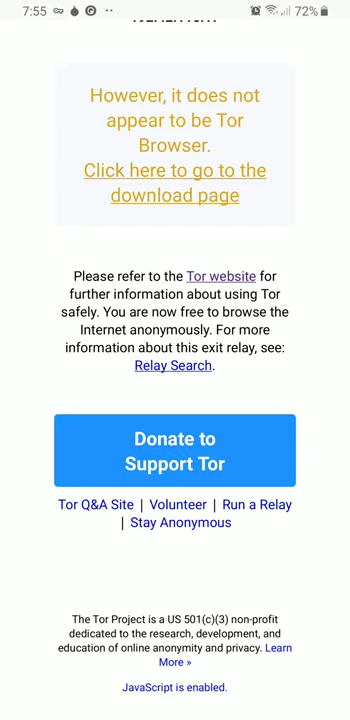 7:55
72%
However, it does not
appear to be Tor
Browser.
Click here to go to the
download page
Please refer to the Tor website for
further information about using Tor
safely. You are now free to browse the
Internet anonymously. For more
information about this exit relay, see:
Relay Search.
Donate to
Support Tor
Tor Q&A Site | Volunteer | Run a Relay
| Stay Anonymous
The Tor Project is a US 501(c)(3) non-profit
dedicated to the research, development, and
education of online anonymity and privacy. Learn
More »
JavaScript is enabled.